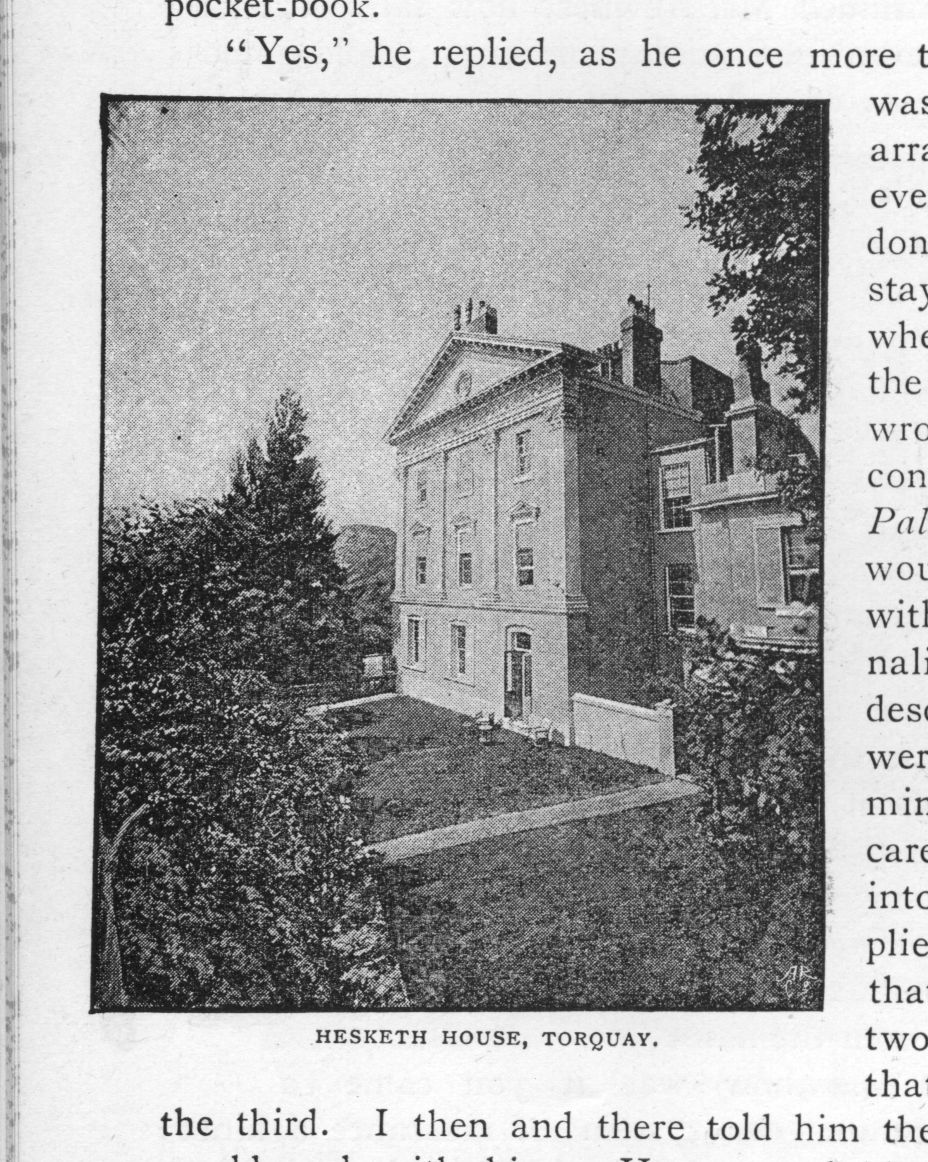 pocket-book.
“Yes,” he replied, as he once more t
was
arra
eve
don
stay
whe
the
wro
con
Pal
wou
with
nali
desc
wer
min
care
into
plie
that
two
that
HESKETH HOUSE, TORQUAY.
the third. I then and there told him the